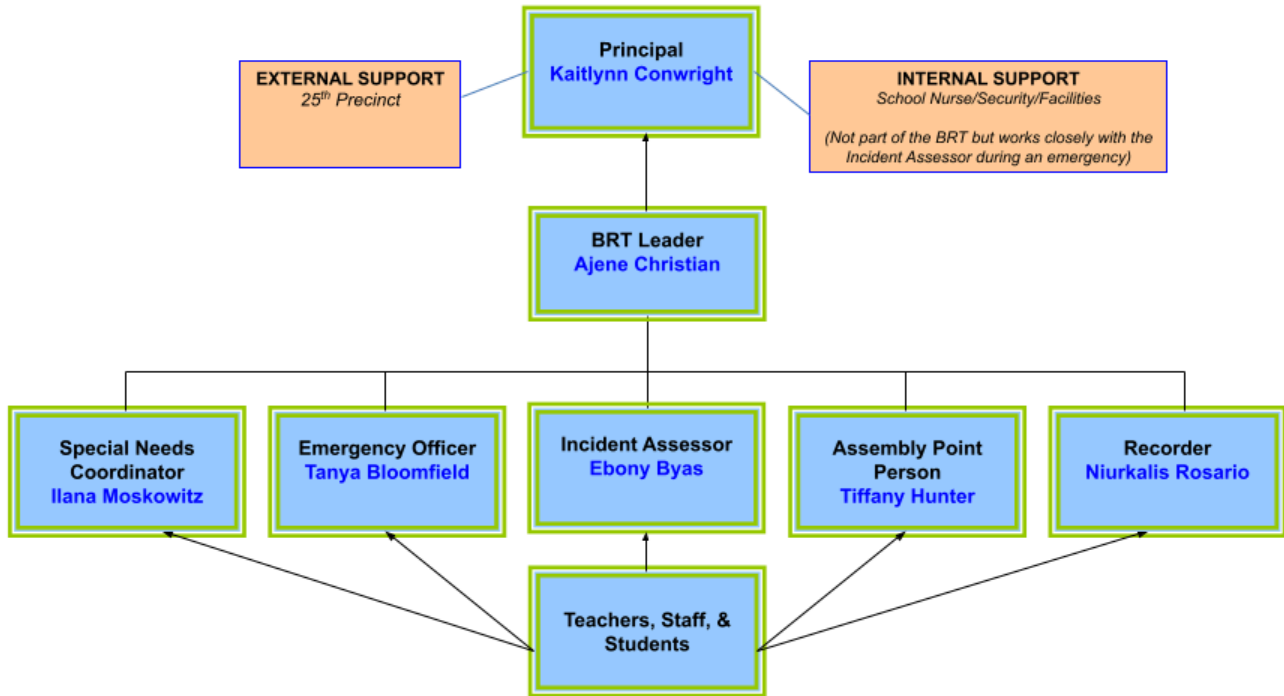 Principal
Kaitlynn Conwright
EXTERNAL SUPPORT
25th Precinct
INTERNAL SUPPORT
School Nurse/Security/Facilities
(Not part of the BRT but works closely with the
Incident Assessor during an emergency)
BRT Leader
Ajene Christian
Special Needs
Coordinator
Ilana Moskowitz
Emergency Officer
Tanya Bloomfield
Incident Assessor
Ebony Byas
Assembly Point
Person
Tiffany Hunter
Recorder
Niurkalis Rosario
Teachers, Staff, &
Students